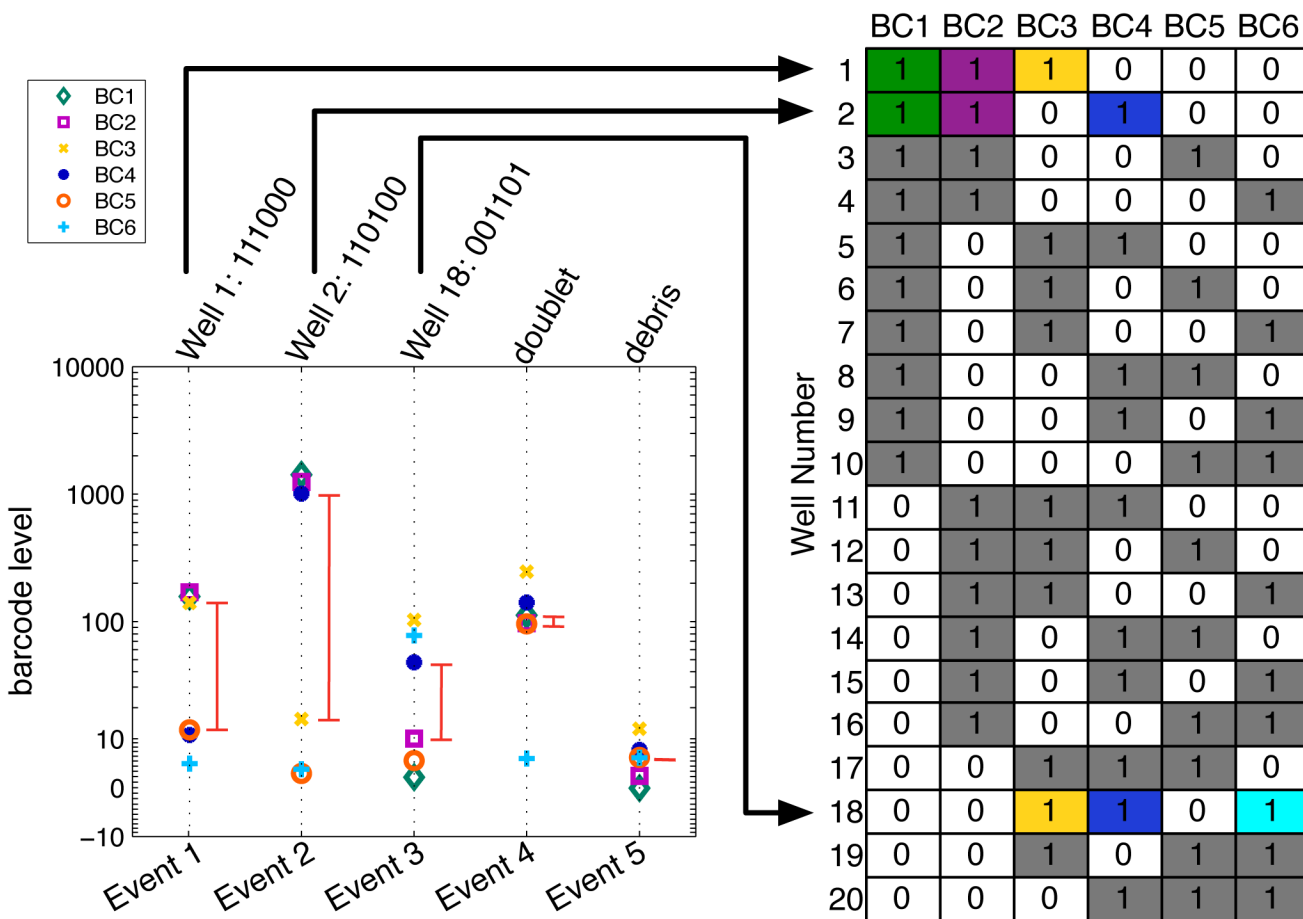 BC1 BC2 BC3 BC4 BC5 BC6
BC1
BC2
BC3
BC4
BC5
BC6
Well 1: 111000
Well 2: 110100
Well 18: 001101
doublet
debris
barcode level
10000
1000
100
10
0
−10
Event 1
Event 2
Event 3
Event 4
Event 5
Well Number
1 1 1 1 0 0 0
2 1 1 0 1 0 0
3 1 1 0 0 1 0
4 1 1 0 0 0 1
5 1 0 1 1 0 0
6 1 0 1 0 1 0
7 1 0 1 0 0 1
8 1 0 0 1 1 0
9 1 0 0 1 0 1
10 1 0 0 0 1 1
11 0 1 1 1 0 0
12 0 1 1 0 1 0
13 0 1 1 0 0 1
14 0 1 0 1 1 0
15 0 1 0 1 0 1
16 0 1 0 0 1 1
17 0 0 1 1 1 0
18 0 0 1 1 0 1
19 0 0 1 0 1 1
20 0 0 0 1 1 1